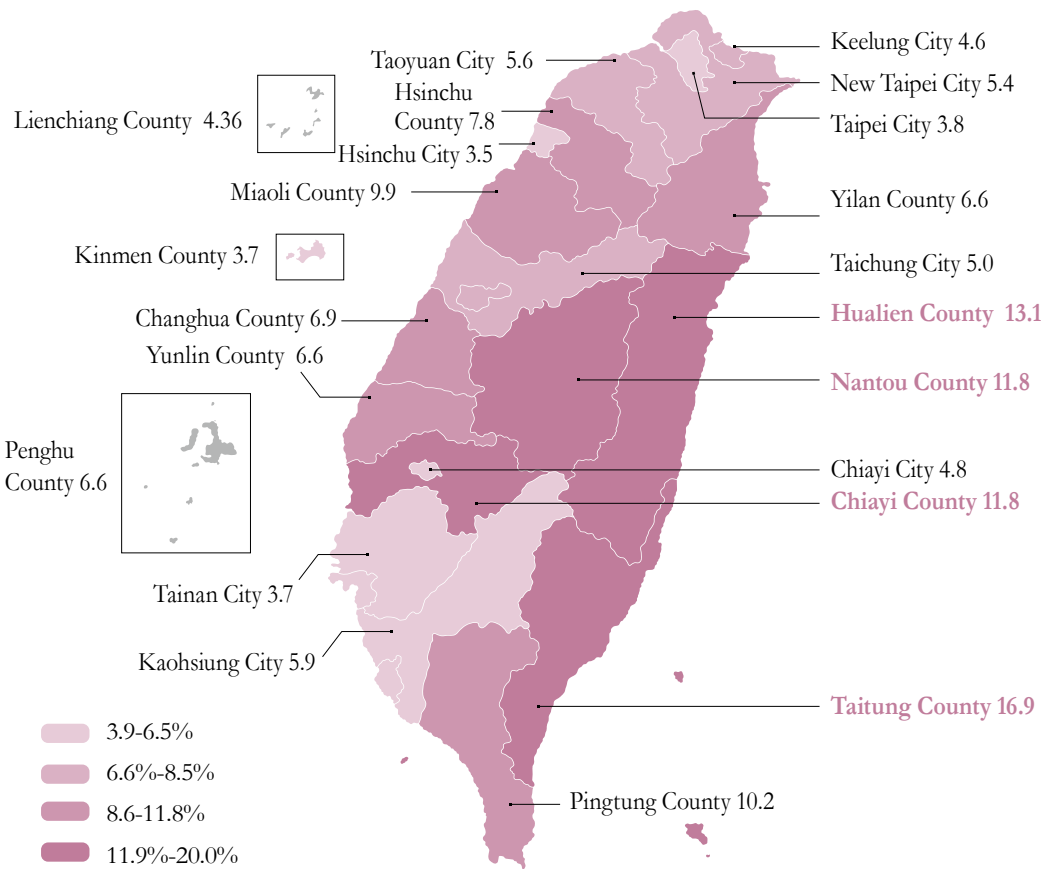 Keelung City 4.6
Taoyuan City 5.6
New Taipei City 5.4
Hsinchu
County 7.8
Lienchiang County 4.36
Taipei City 3.8
Hsinchu City 3.5
Miaoli County 9.9
Yilan County 6.6
Kinmen County 3.7
Taichung City 5.0
Changhua County 6.9
Hualien County 13.1
Yunlin County 6.6
Nantou County 11.8
Penghu
County 6.6
Chiayi City 4.8
Chiayi County 11.8
Tainan City 3.7
Kaohsiung City 5.9
Taitung County 16.9
Pingtung County 10.2
3.9-6.5%
6.6%-8.5%
8.6-11.8%
11.9%-20.0%